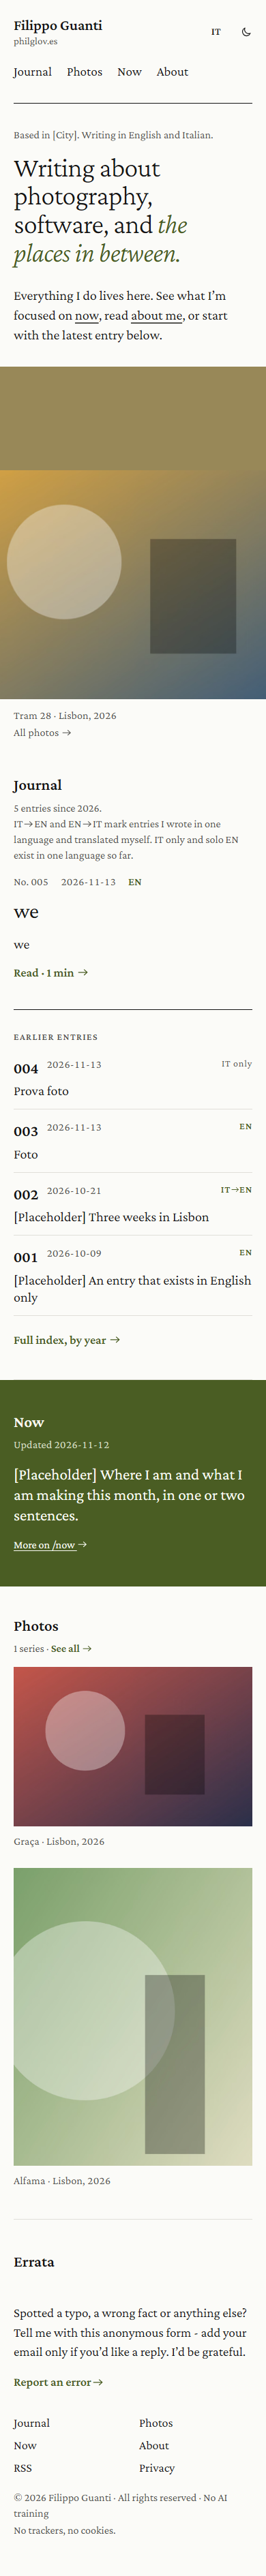 Filippo Guanti
philglov.es
IT
Journal Photos Now About
Based in [City]. Writing in English and Italian.
Writing about
photography,
software, and the
places in between.
Everything I do lives here. See what I'm
focused on now, read about me, or start
with the latest entry below.
Tram 28 · Lisbon, 2026
All photos →
Journal
5 entries since 2026.
IT→EN and EN→IT mark entries I wrote in one
language and translated myself. IT only and solo EN
exist in one language so far.
No. 005 2026-11-13 EN
we
we
Read · 1 min →
EARLIER ENTRIES
004 2026-11-13 IT only
Prova foto
003 2026-11-13 EN
Foto
002 2026-10-21 IT→EN
[Placeholder] Three weeks in Lisbon
001 2026-10-09 EN
[Placeholder] An entry that exists in English
only
Full index, by year →
Now
Updated 2026-11-12
[Placeholder] Where I am and what I
am making this month, in one or two
sentences.
More on /now →
Photos
1 series · See all →
Graça · Lisbon, 2026
Alfama · Lisbon, 2026
Errata
Spotted a typo, a wrong fact or anything else?
Tell me with this anonymous form - add your
email only if you'd like a reply. I'd be grateful.
Report an error→
Journal Photos
Now About
RSS Privacy
© 2026 Filippo Guanti · All rights reserved · No AI
training
No trackers, no cookies.